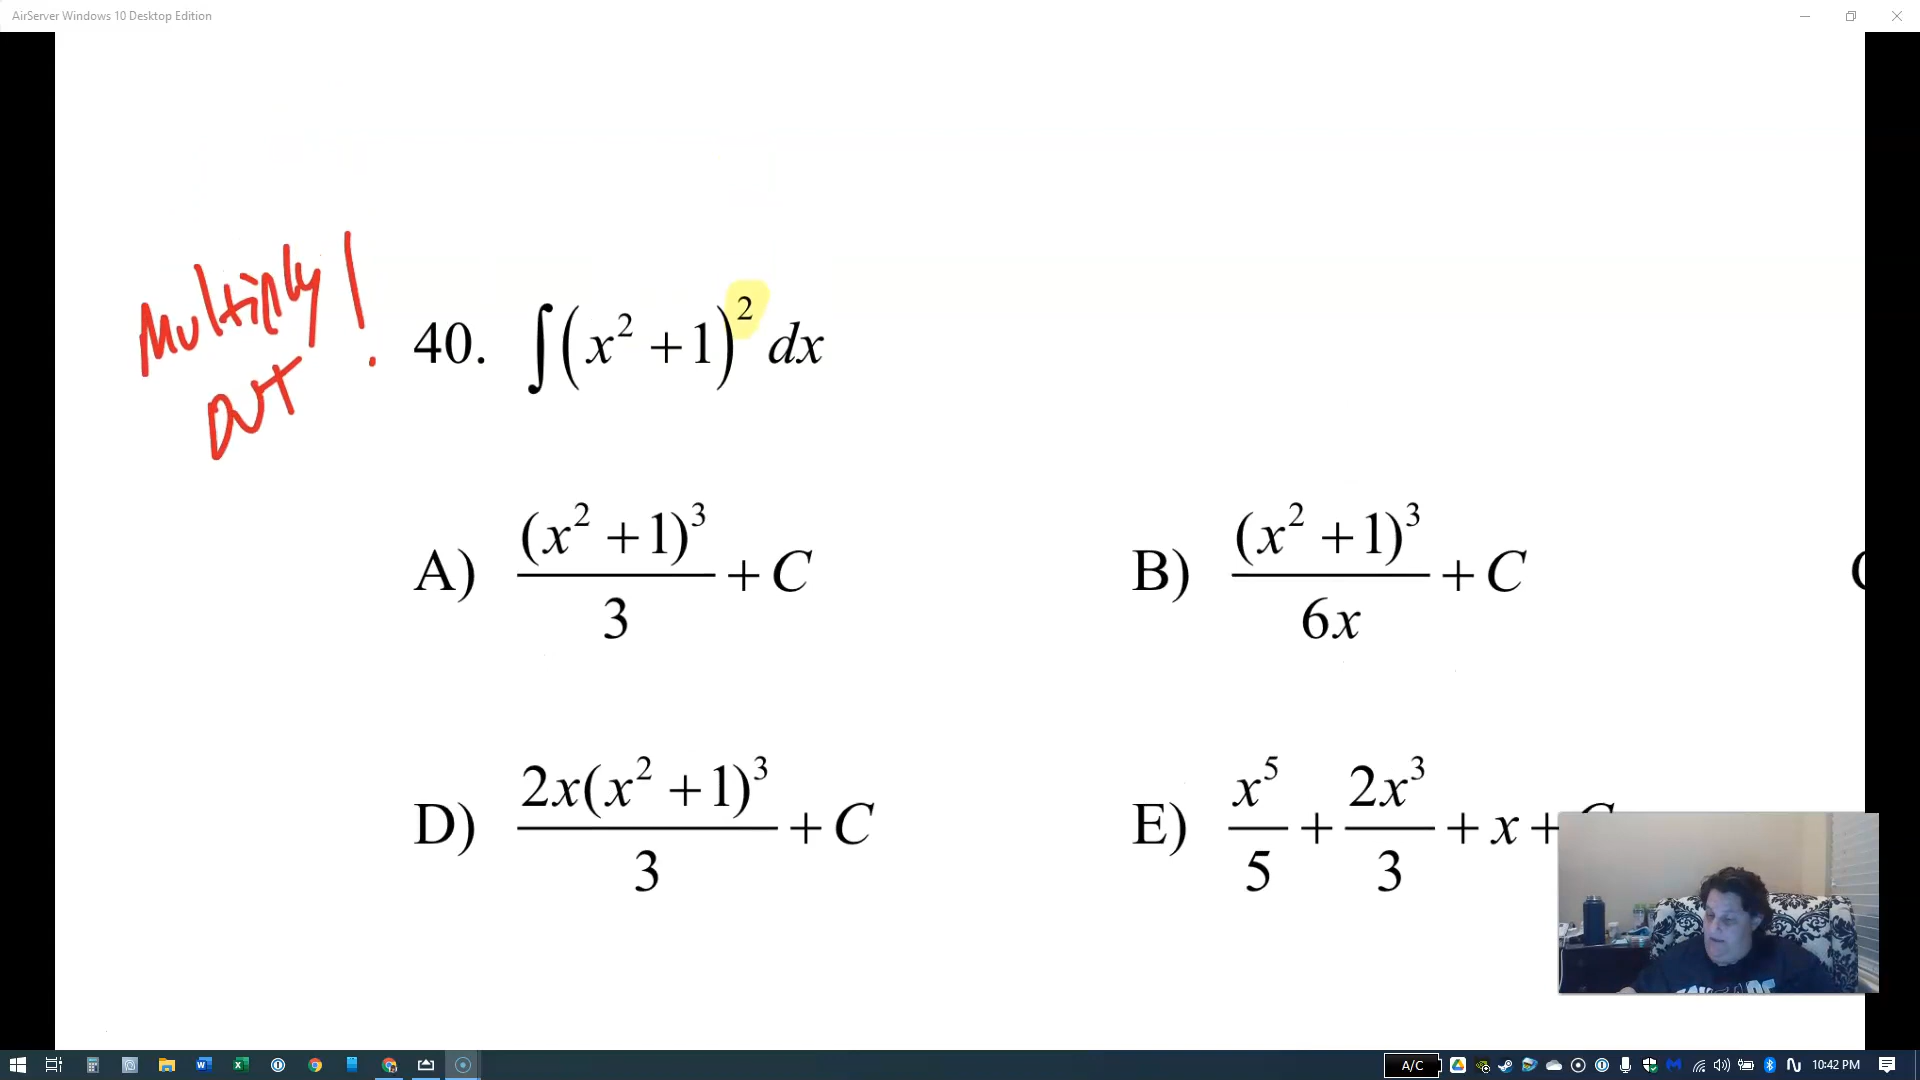 AirServer Windows 10 Desktop Edition
Multiply
out !
40. ∫(x² + 1)² dx
A) (x² + 1)³ / 3 + C
B) (x² + 1)³ / 6x + C
D) 2x(x² + 1)³ / 3 + C
E) x⁵ / 5 + 2x³ / 3 + x +
A/C
10:42 PM